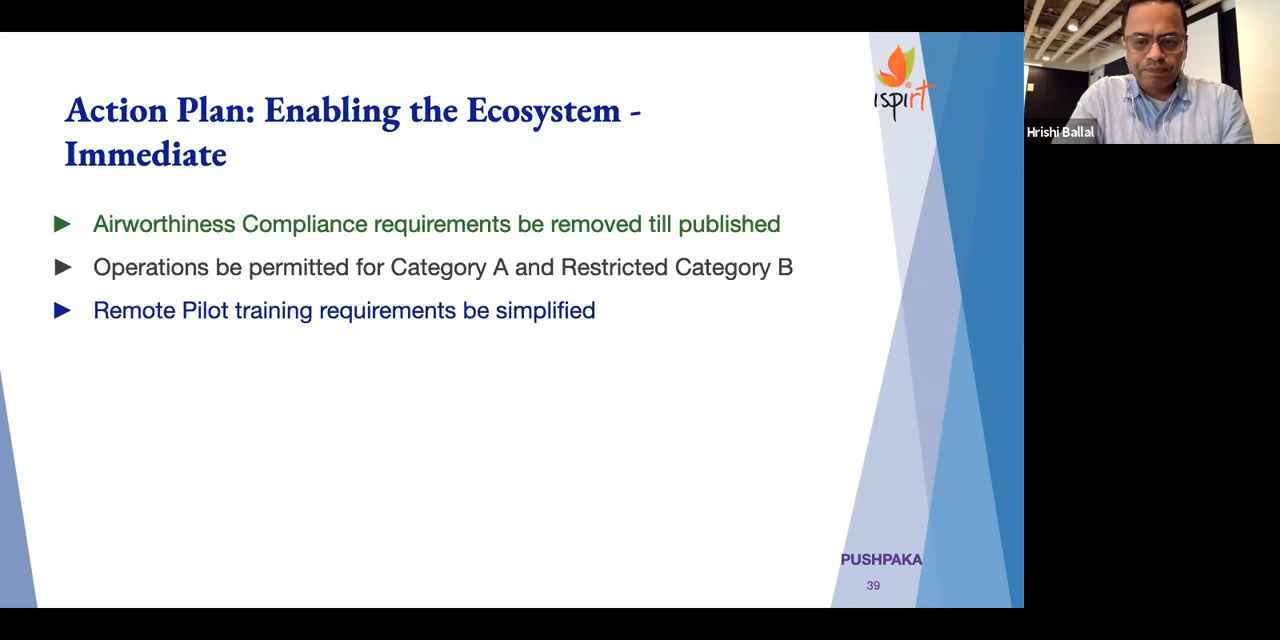 Action Plan: Enabling the Ecosystem -
Immediate
► Airworthiness Compliance requirements be removed till published
► Operations be permitted for Category A and Restricted Category B
► Remote Pilot training requirements be simplified
ispirt
PUSHPAKA
39
Hrishi Ballal